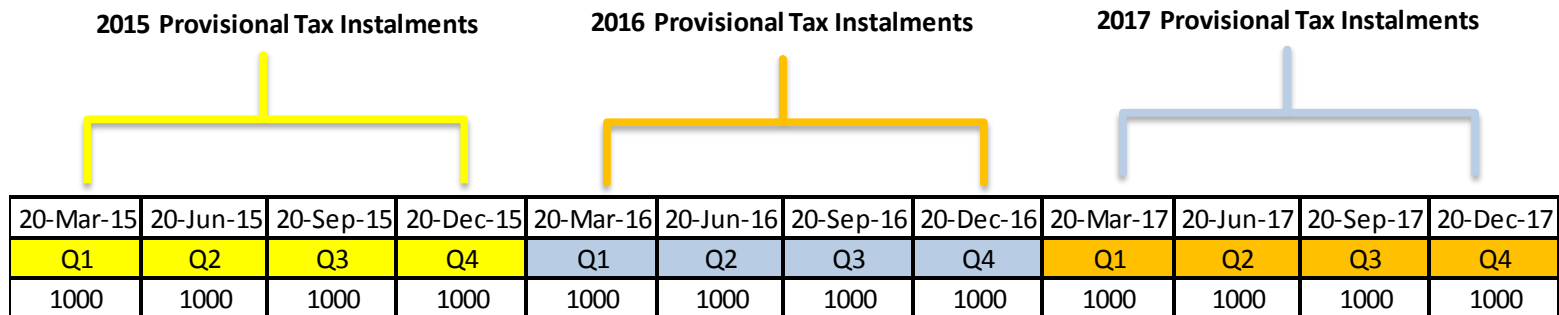 2015 Provisional Tax Instalments 2016 Provisional Tax Instalments 2017 Provisional Tax Instalments
20-Mar-15 20-Jun-15 20-Sep-15 20-Dec-15 20-Mar-16 20-Jun-16 20-Sep-16 20-Dec-16 20-Mar-17 20-Jun-17 20-Sep-17 20-Dec-17
Q1 Q2 Q3 Q4 Q1 Q2 Q3 Q4 Q1 Q2 Q3 Q4
1000 1000 1000 1000 1000 1000 1000 1000 1000 1000 1000 1000